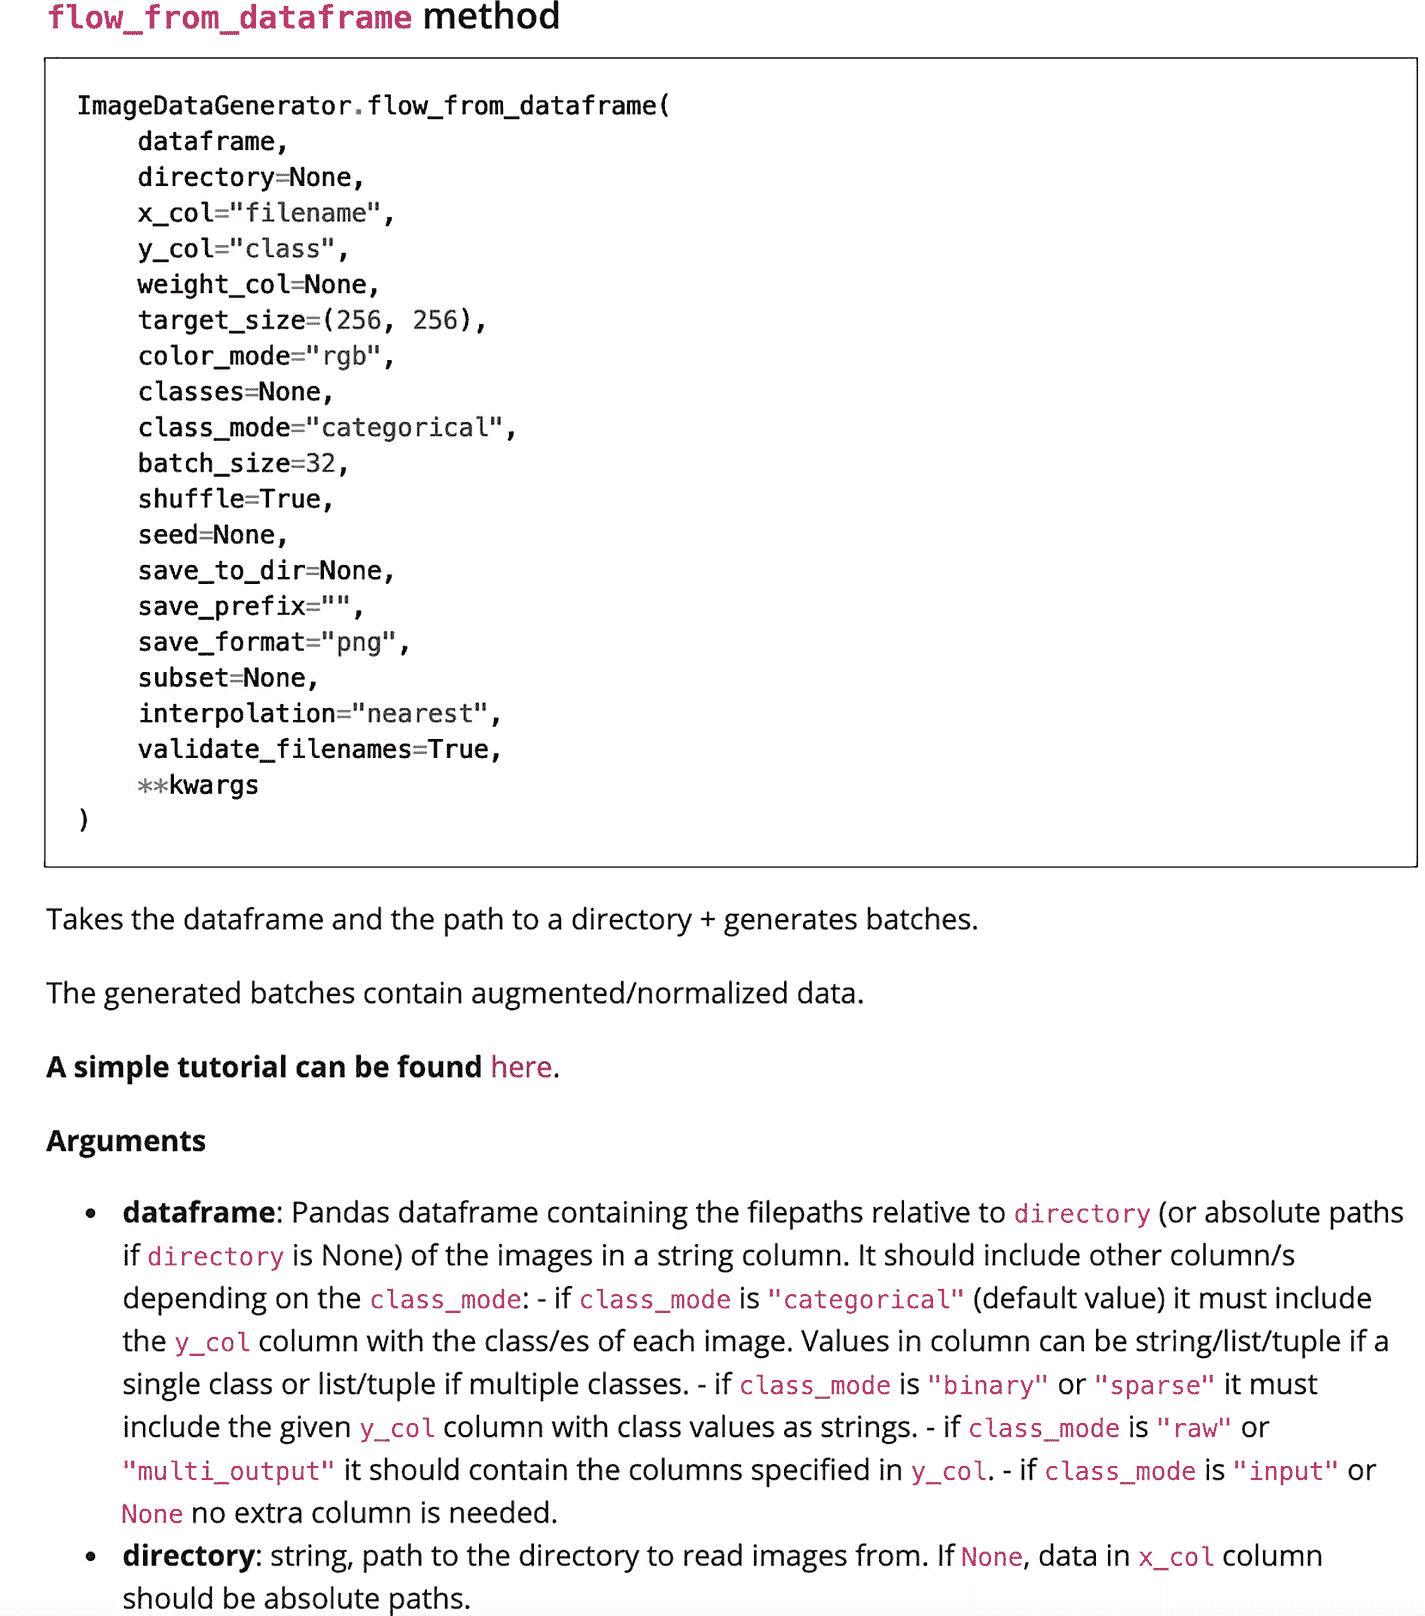 flow_from_dataframe method
ImageDataGenerator.flow_from_dataframe(
    dataframe,
    directory=None,
    x_col="filename",
    y_col="class",
    weight_col=None,
    target_size=(256, 256),
    color_mode="rgb",
    classes=None,
    class_mode="categorical",
    batch_size=32,
    shuffle=True,
    seed=None,
    save_to_dir=None,
    save_prefix="",
    save_format="png",
    subset=None,
    interpolation="nearest",
    validate_filenames=True,
    **kwargs
)
Takes the dataframe and the path to a directory + generates batches.
The generated batches contain augmented/normalized data.
A simple tutorial can be found here.
Arguments
• dataframe: Pandas dataframe containing the filepaths relative to directory (or absolute paths
if directory is None) of the images in a string column. It should include other column/s
depending on the class_mode: - if class_mode is "categorical" (default value) it must include
the y_col column with the class/es of each image. Values in column can be string/list/tuple if a
single class or list/tuple if multiple classes. - if class_mode is "binary" or "sparse" it must
include the given y_col column with class values as strings. - if class_mode is "raw" or
"multi_output" it should contain the columns specified in y_col. - if class_mode is "input" or
None no extra column is needed.
• directory: string, path to the directory to read images from. If None, data in x_col column
should be absolute paths.